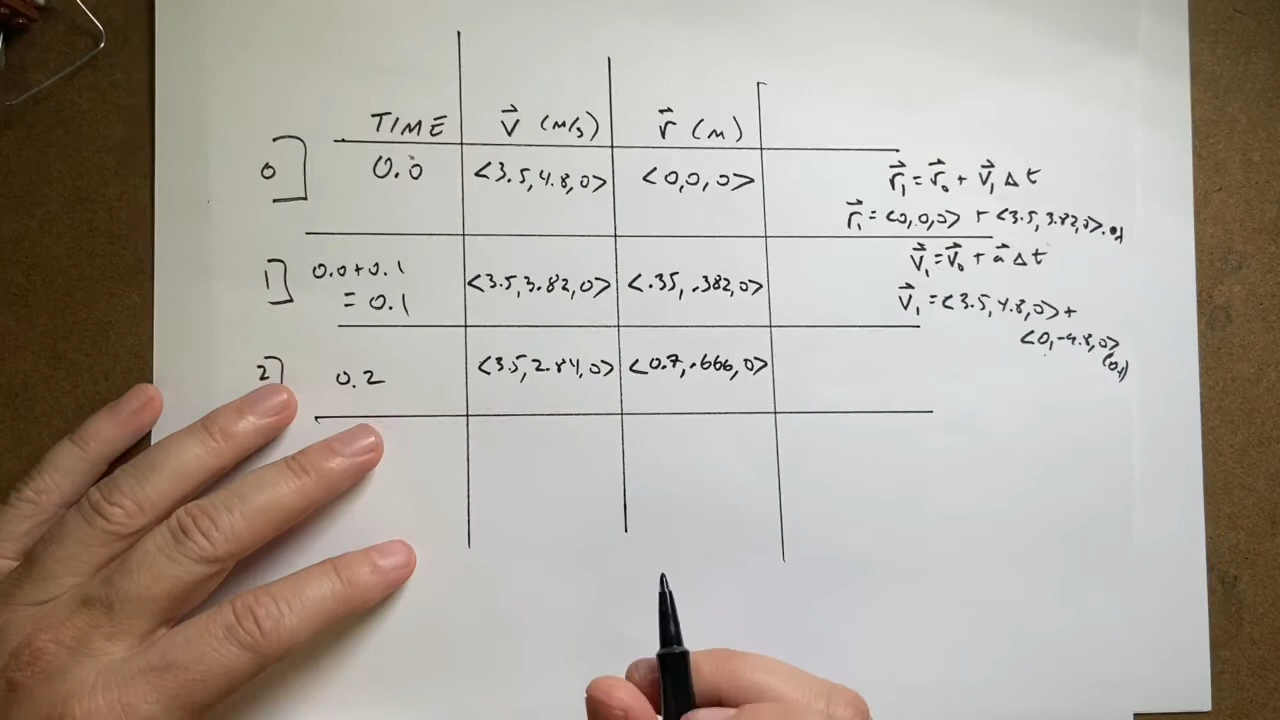 TIME v⃗ (m/s) r⃗ (m)
0] 0.0 <3.5,4.8,0> <0,0,0>
r⃗₁ = r⃗₀ + v⃗₁ Δt
r⃗₁ = <0,0,0> + <3.5,3.82,0>.01
v⃗₁ = v⃗₀ + a⃗ Δt
1] 0.0+0.1 <3.5,3.82,0> <.35,.382,0>
= 0.1
v⃗₁ = <3.5,4.8,0> +
<0,-9.8,0>
(0.1)
2] 0.2 <3.5,2.84,0> <0.7,.666,0>